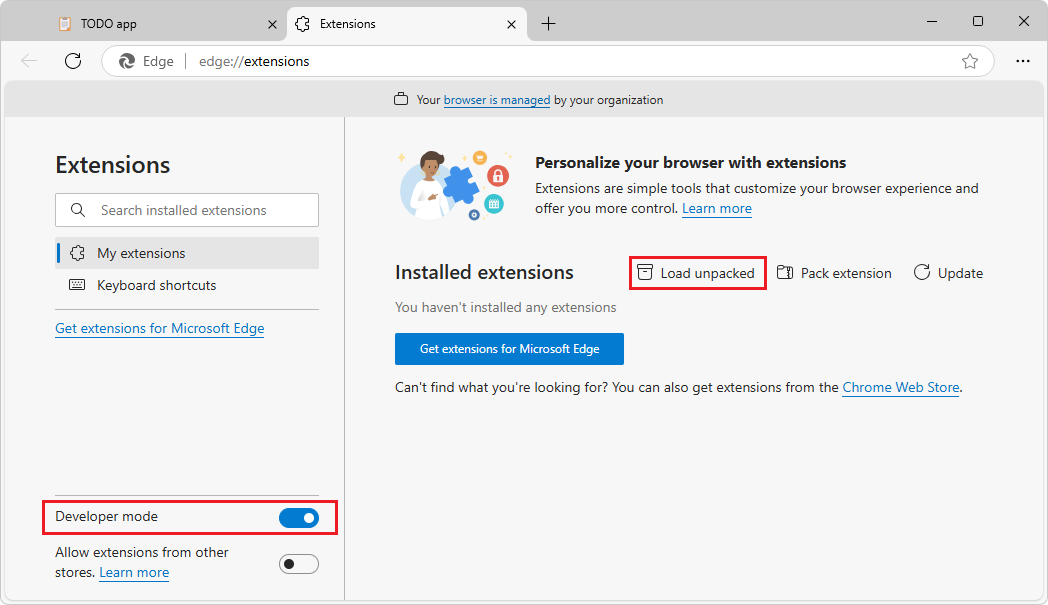 TODO app
Extensions
Edge
edge://extensions
Your browser is managed by your organization
Extensions
Search installed extensions
My extensions
Keyboard shortcuts
Get extensions for Microsoft Edge
Developer mode
Allow extensions from other
stores. Learn more
Personalize your browser with extensions
Extensions are simple tools that customize your browser experience and
offer you more control. Learn more
Installed extensions
Load unpacked
Pack extension
Update
You haven't installed any extensions
Get extensions for Microsoft Edge
Can't find what you're looking for? You can also get extensions from the Chrome Web Store.